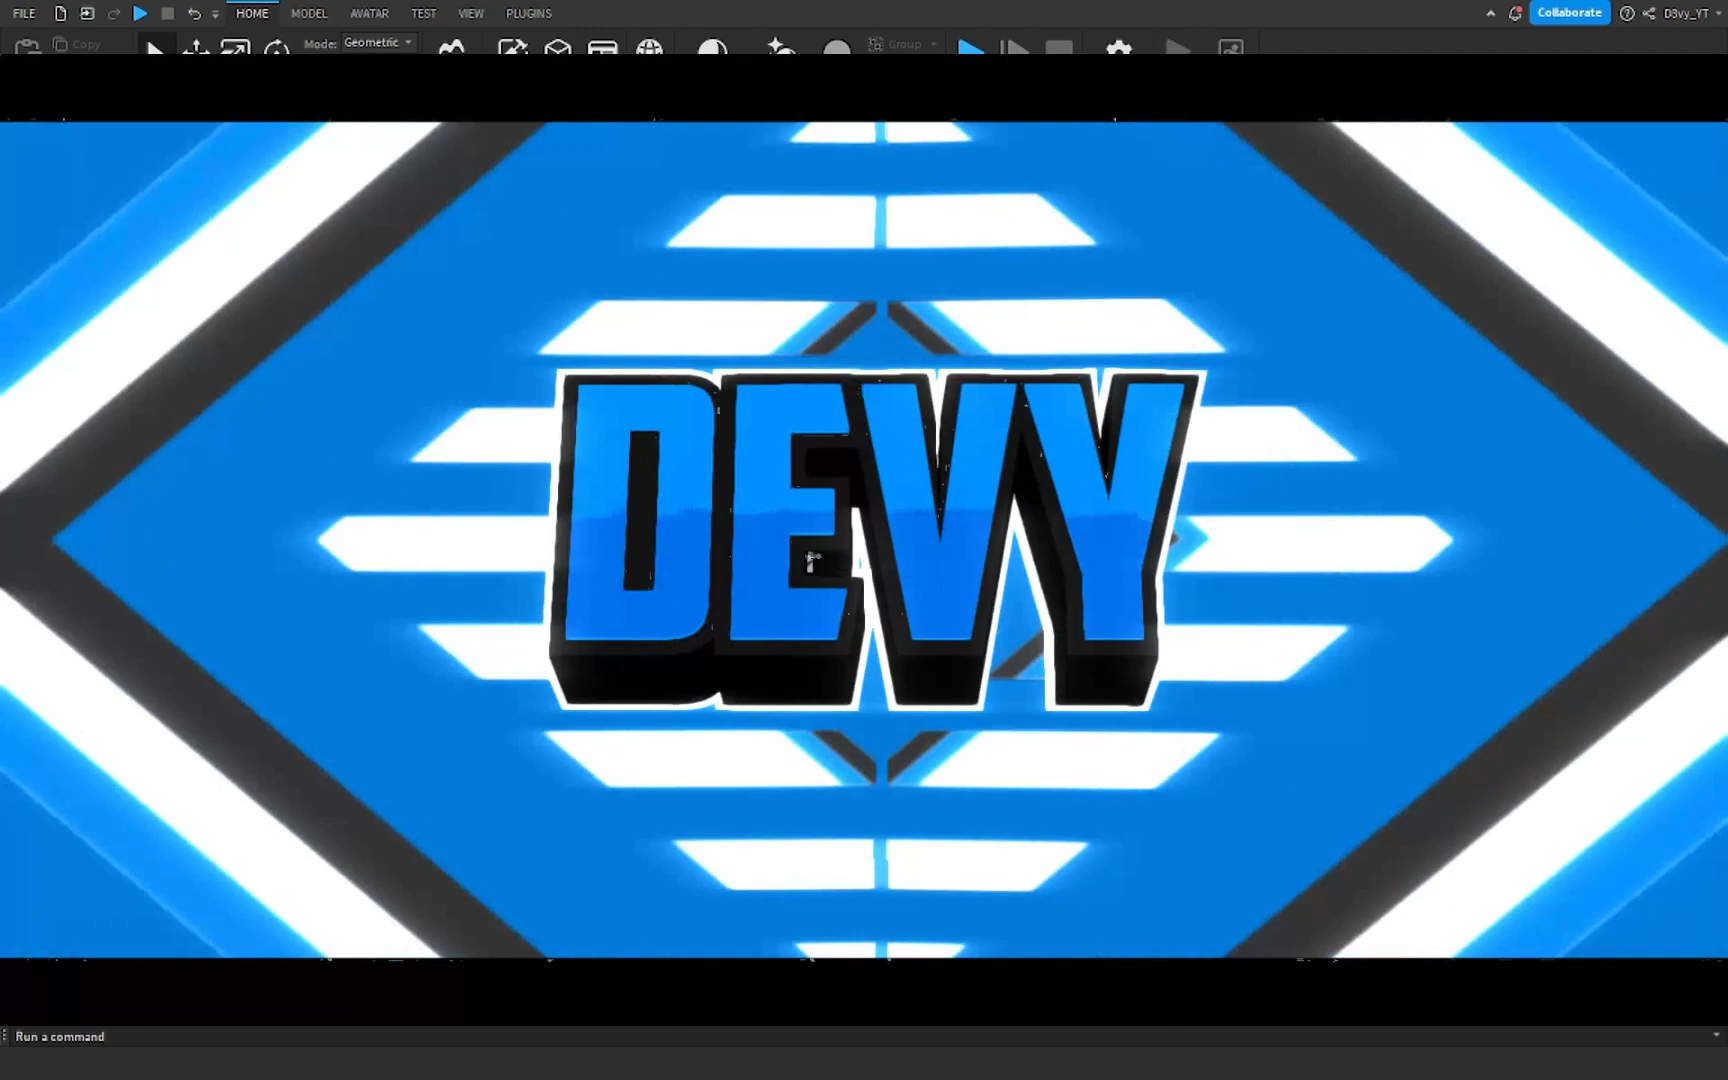 FILE HOME MODEL AVATAR TEST VIEW PLUGINS Collaborate D3vy_YT
Copy Mode: Geometric Group
DEVY
Run a command